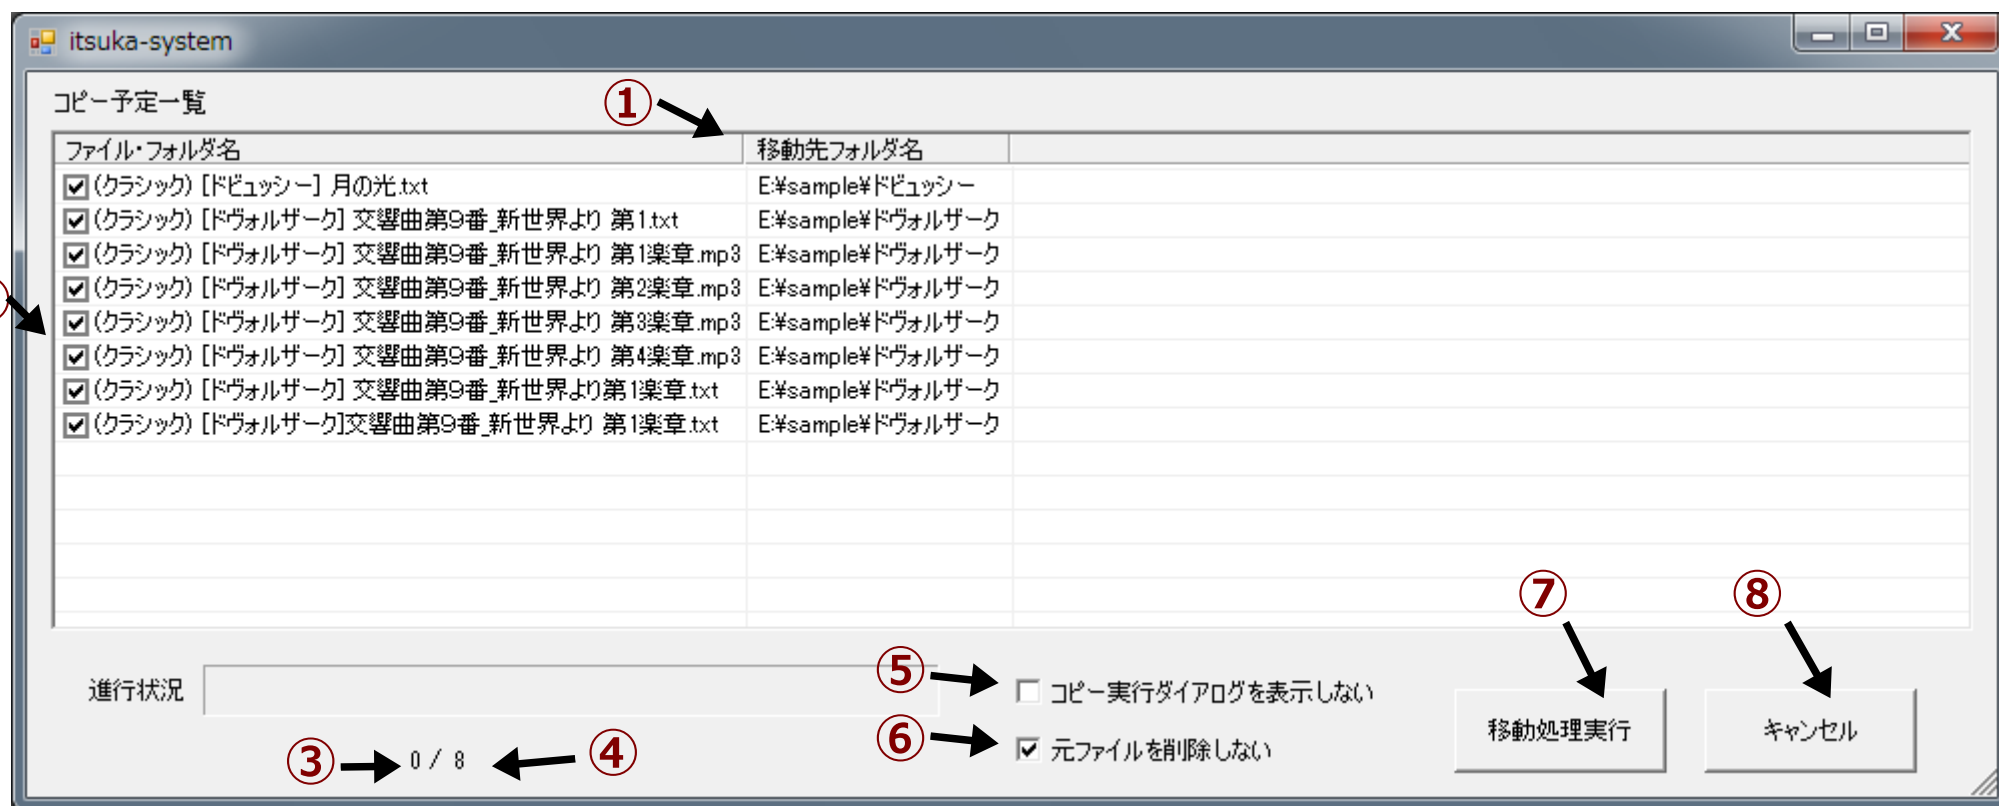 itsuka-system
コピー予定一覧
①
ファイル・フォルダ名 移動先フォルダ名
(クラシック) [ドビュッシー] 月の光.txt E:¥sample¥ドビュッシー
(クラシック) [ドヴォルザーク] 交響曲第9番_新世界より 第1.txt E:¥sample¥ドヴォルザーク
(クラシック) [ドヴォルザーク] 交響曲第9番_新世界より 第1楽章.mp3 E:¥sample¥ドヴォルザーク
(クラシック) [ドヴォルザーク] 交響曲第9番_新世界より 第2楽章.mp3 E:¥sample¥ドヴォルザーク
(クラシック) [ドヴォルザーク] 交響曲第9番_新世界より 第3楽章.mp3 E:¥sample¥ドヴォルザーク
(クラシック) [ドヴォルザーク] 交響曲第9番_新世界より 第4楽章.mp3 E:¥sample¥ドヴォルザーク
(クラシック) [ドヴォルザーク] 交響曲第9番_新世界より第1楽章.txt E:¥sample¥ドヴォルザーク
(クラシック) [ドヴォルザーク]交響曲第9番_新世界より 第1楽章.txt E:¥sample¥ドヴォルザーク
⑦ ⑧
進行状況 ⑤ コピー実行ダイアログを表示しない
移動処理実行 キャンセル
③ 0 / 8 ④ ⑥ 元ファイルを削除しない